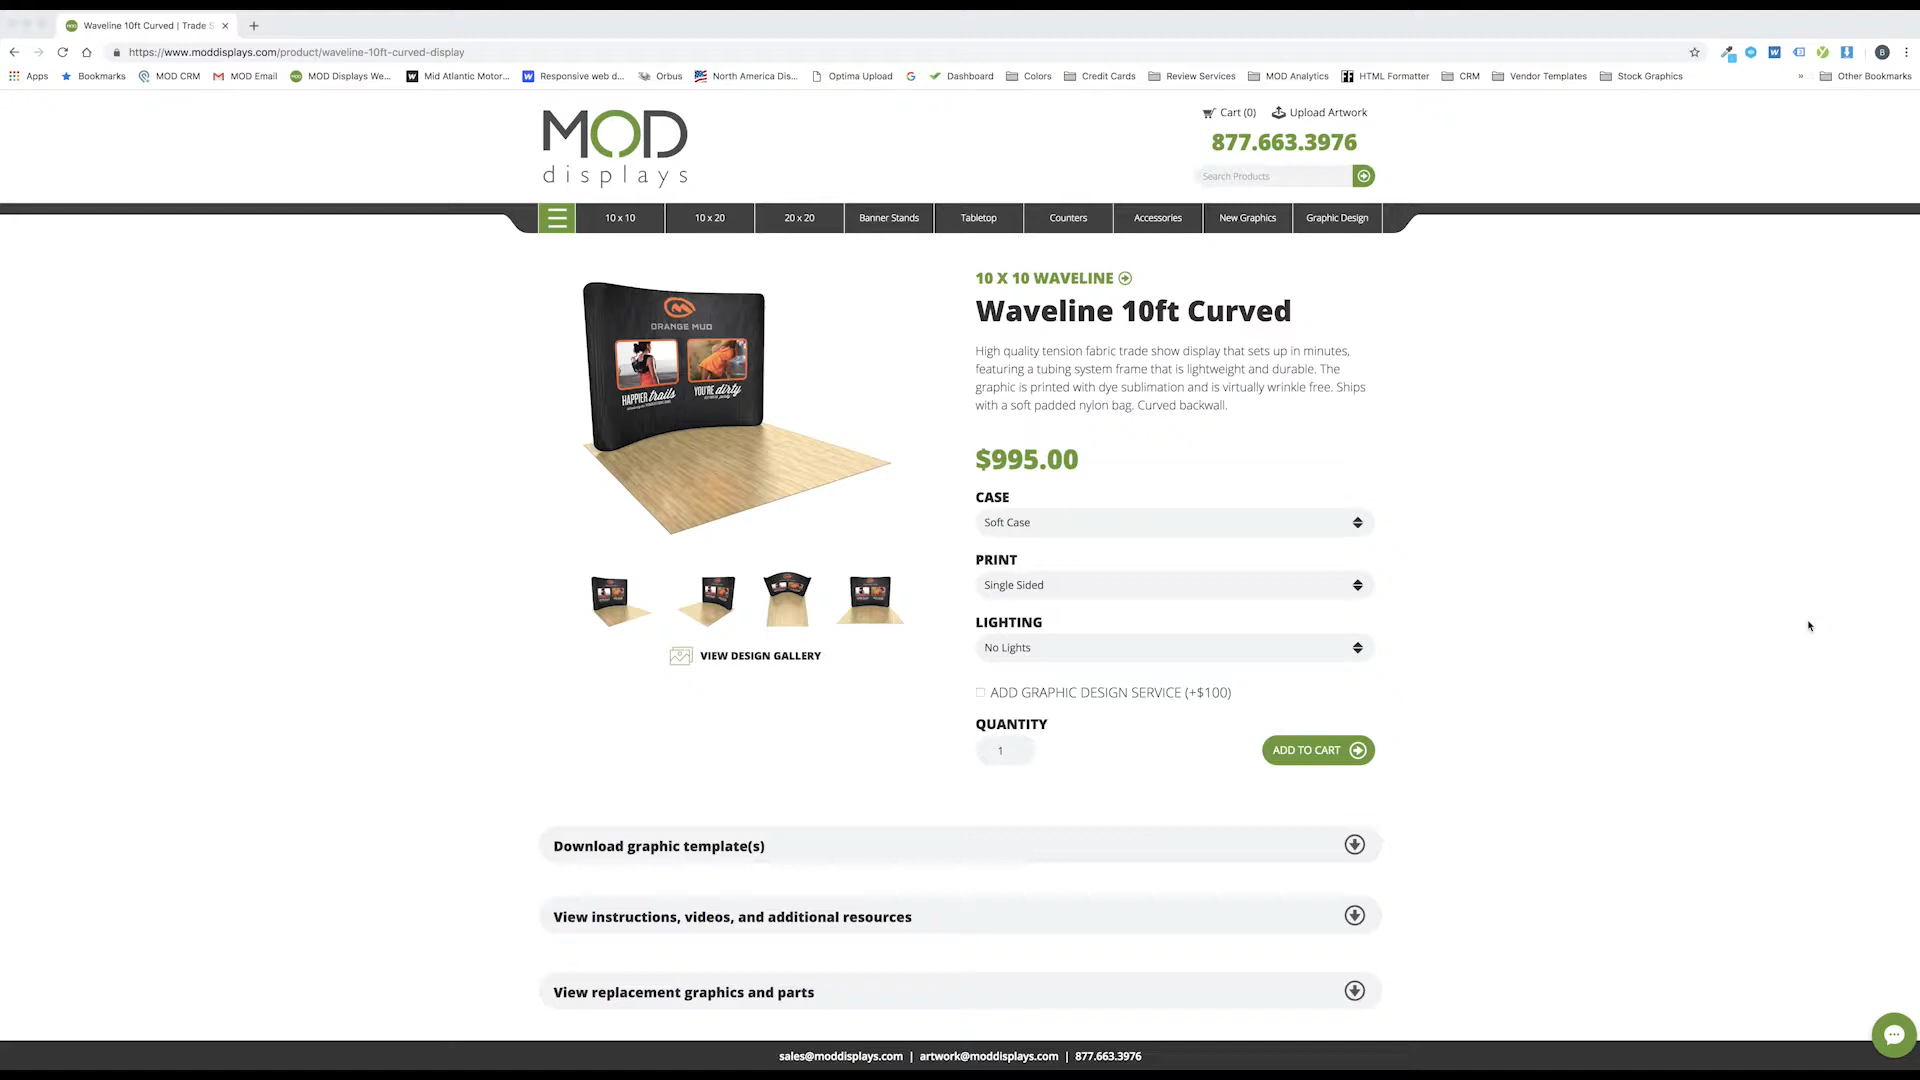 Waveline 10ft Curved | Trade S
https://www.moddisplays.com/product/waveline-10ft-curved-display
B
Apps
Bookmarks
MOD CRM
MOD Email
MOD Displays We...
Mid Atlantic Motor...
Responsive web d...
Orbus
North America Dis...
Optima Upload
Dashboard
Colors
Credit Cards
Review Services
MOD Analytics
HTML Formatter
CRM
Vendor Templates
Stock Graphics
»
Other Bookmarks
MOD
displays
Cart (0)
Upload Artwork
877.663.3976
Search Products
10 x 10
10 x 20
20 x 20
Banner Stands
Tabletop
Counters
Accessories
New Graphics
Graphic Design
ORANGE MUD
HAPPIER trails
YOU'RE dirty
VIEW DESIGN GALLERY
10 X 10 WAVELINE
Waveline 10ft Curved
High quality tension fabric trade show display that sets up in minutes,
featuring a tubing system frame that is lightweight and durable. The
graphic is printed with dye sublimation and is virtually wrinkle free. Ships
with a soft padded nylon bag. Curved backwall.
$995.00
CASE
Soft Case
PRINT
Single Sided
LIGHTING
No Lights
ADD GRAPHIC DESIGN SERVICE (+$100)
QUANTITY
1
ADD TO CART
Download graphic template(s)
View instructions, videos, and additional resources
View replacement graphics and parts
sales@moddisplays.com | artwork@moddisplays.com | 877.663.3976